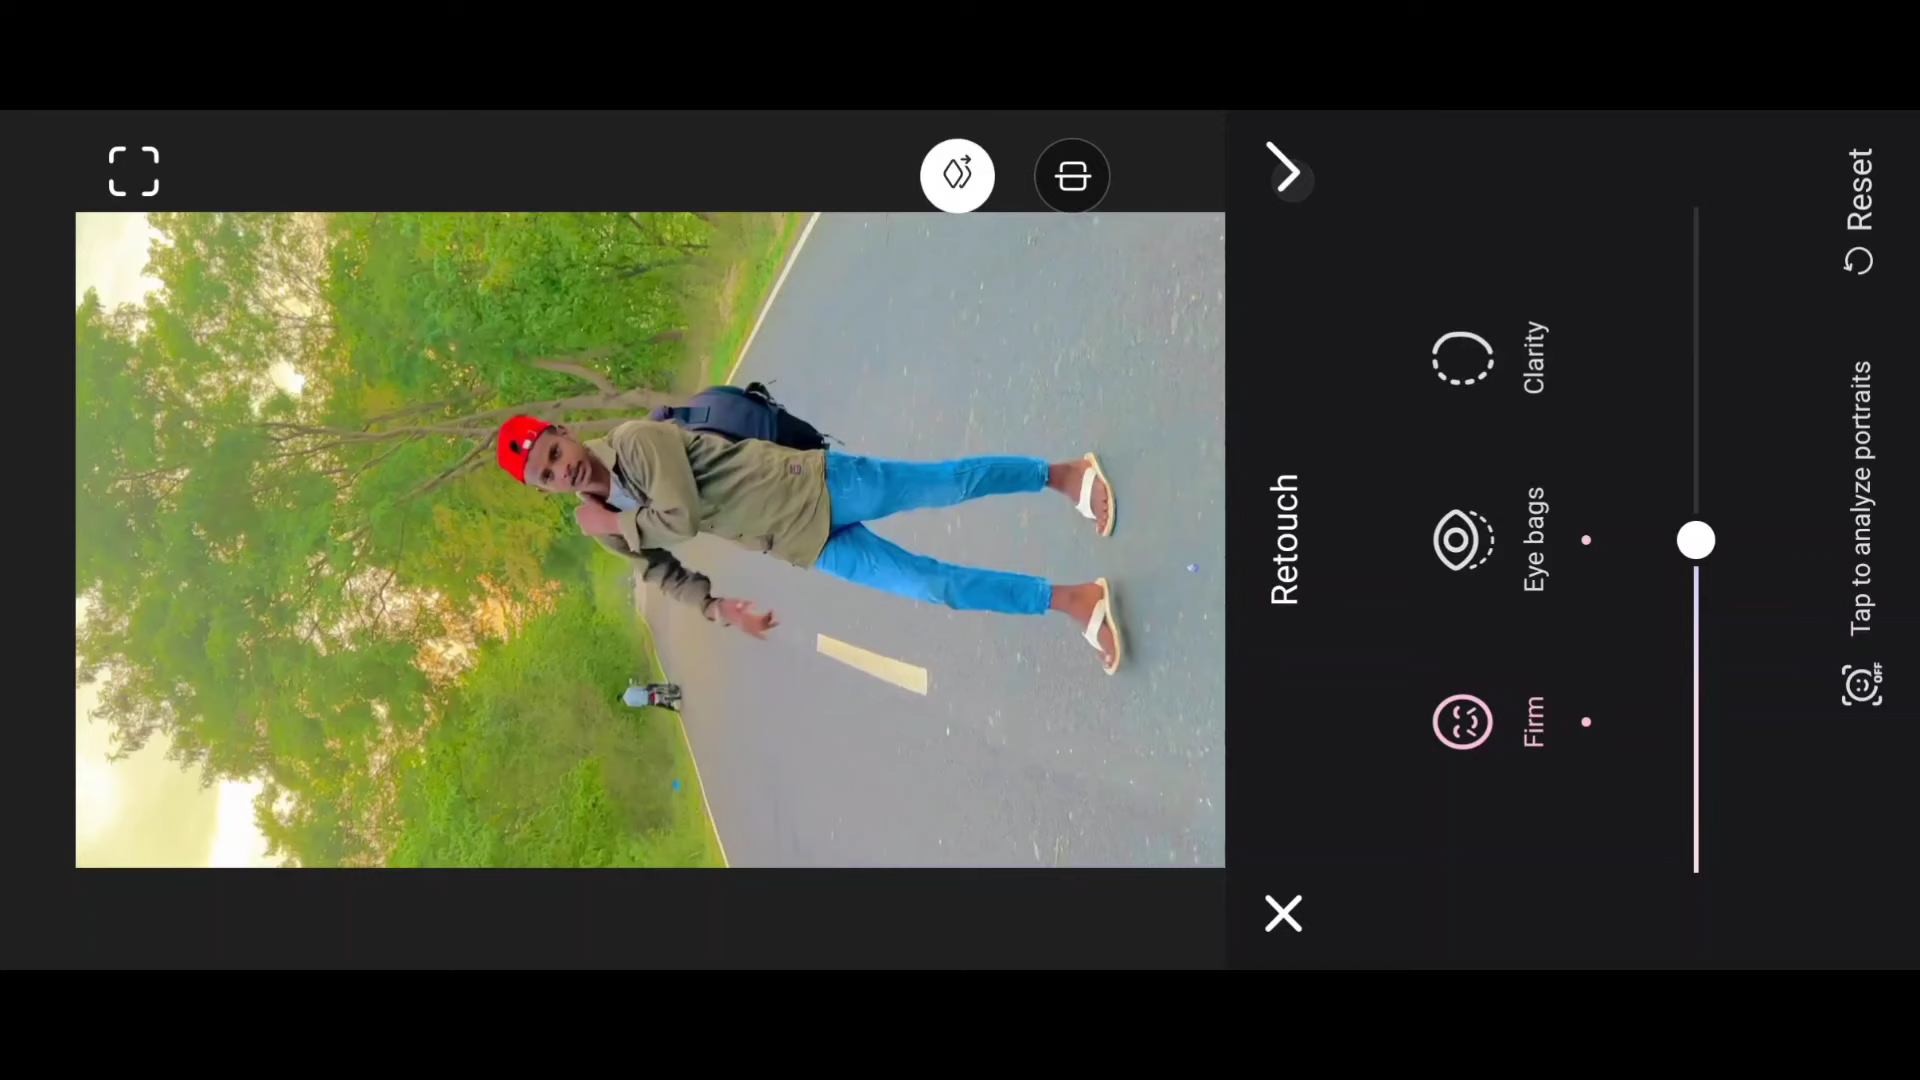 Reset
Tap to analyze portraits
OFF
Firm
Eye bags
Clarity
Retouch